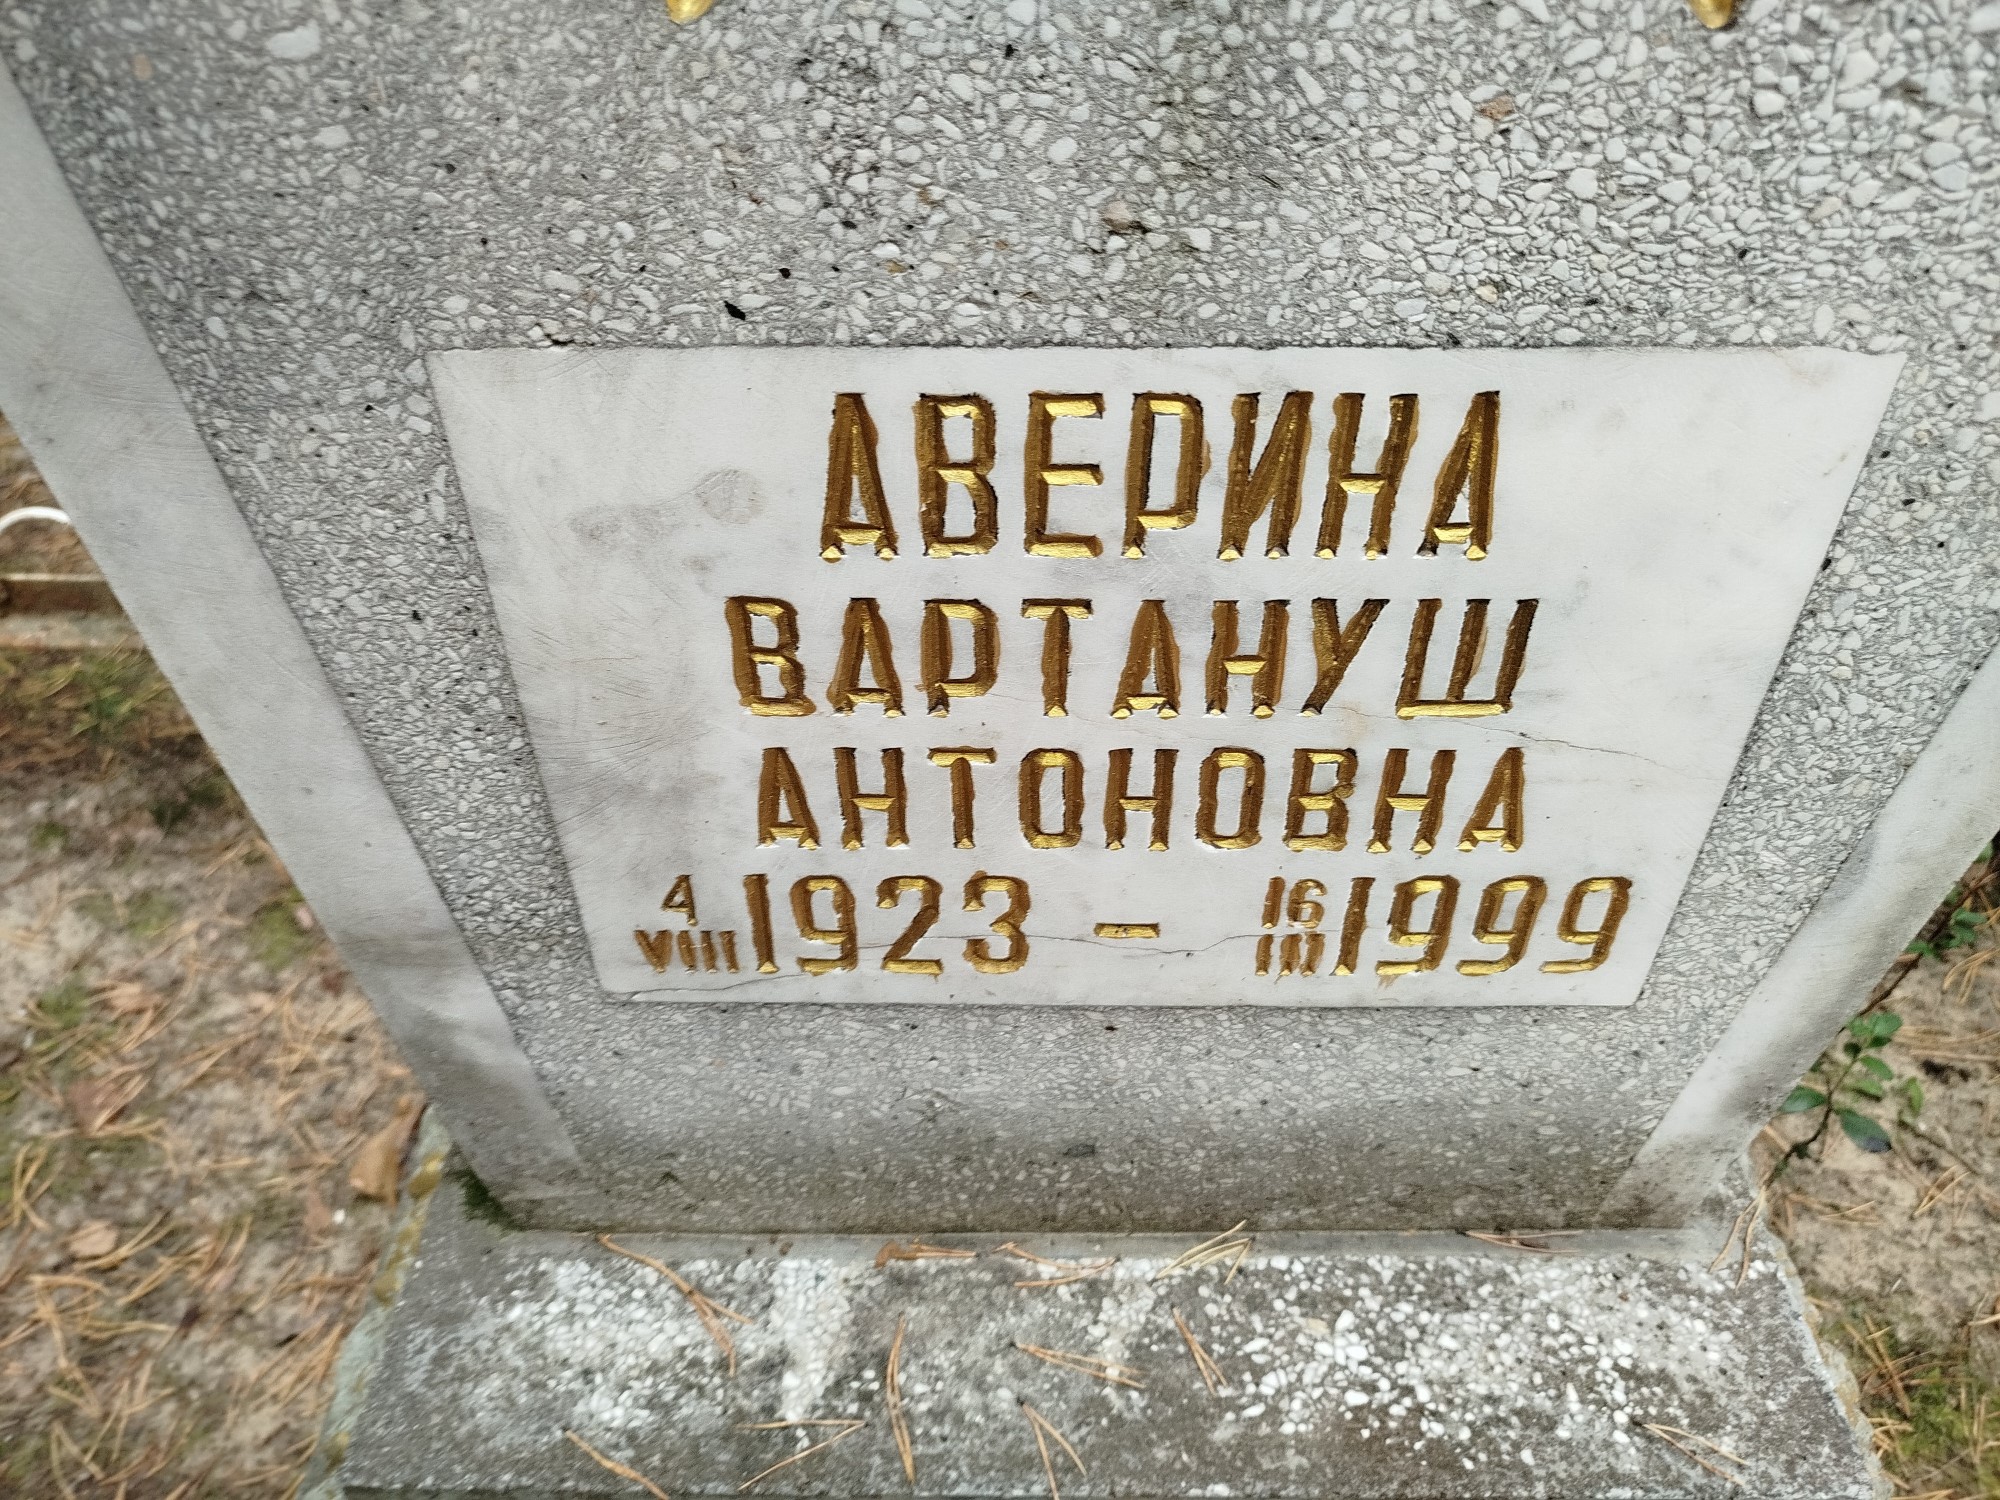 АВЕРИНА
ВАРТАНУШ
АНТОНОВНА
4/VIII 1923 – 16/III 1999